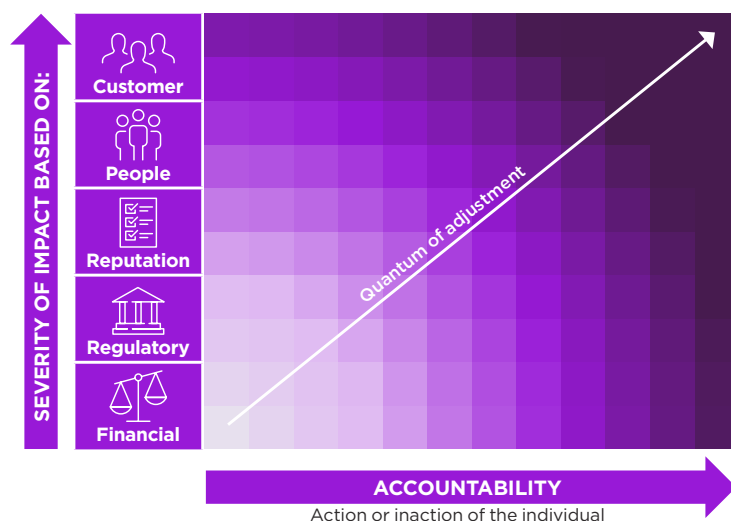 SEVERITY OF IMPACT BASED ON:
Customer
People
Reputation
Regulatory
Financial
Quantum of adjustment
ACCOUNTABILITY
Action or inaction of the individual